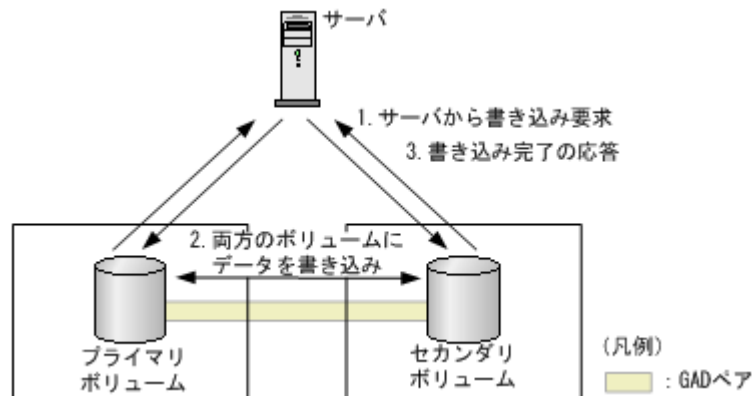 サーバ
1. サーバから書き込み要求
3. 書き込み完了の応答
2. 両方のボリュームに
データを書き込み
プライマリ
ボリューム
セカンダリ
ボリューム
(凡例)
: GADペア